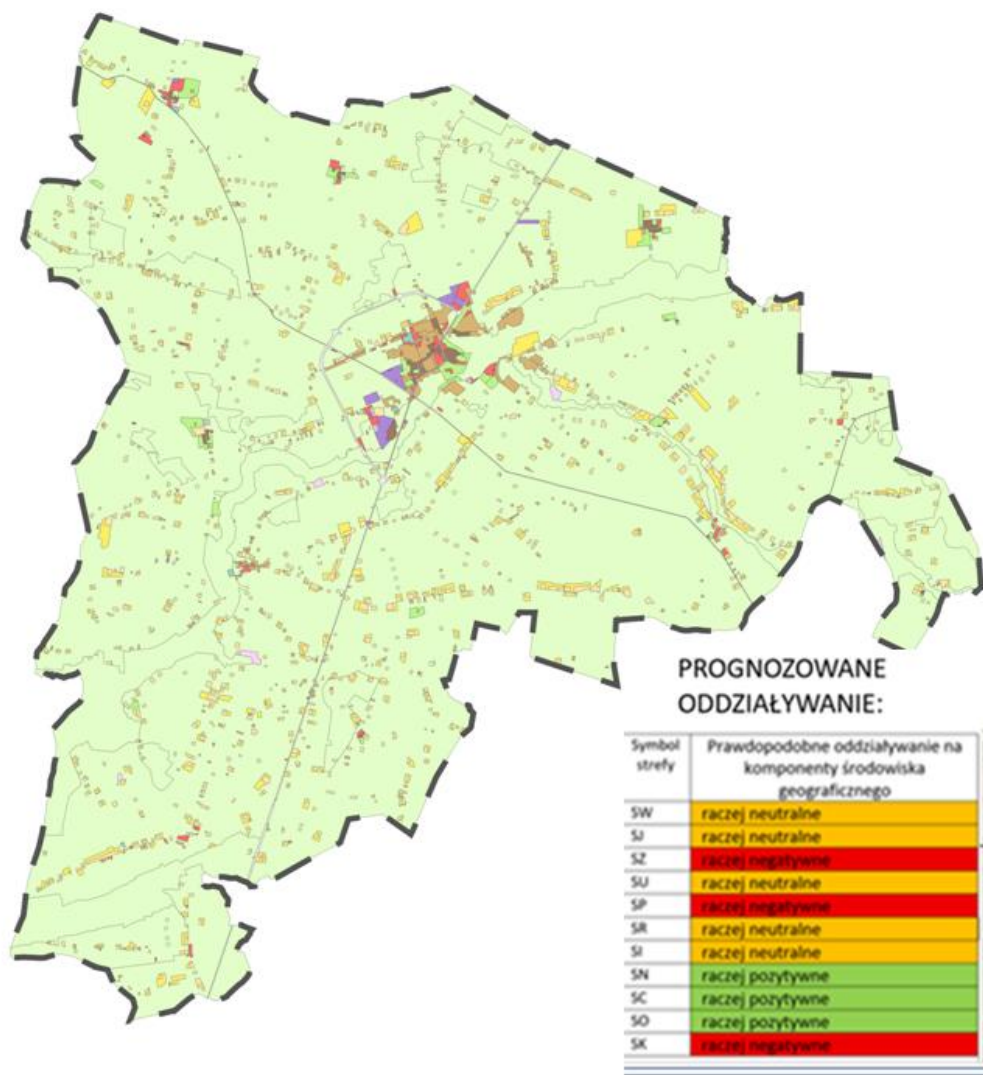 PROGNOZOWANE
ODDZIAŁYWANIE:
Symbol strefy Prawdopodobne oddziaływanie na komponenty środowiska geograficznego
SW raczej neutralne
SJ raczej neutralne
SZ raczej negatywne
SU raczej neutralne
SP raczej negatywne
SR raczej neutralne
SI raczej neutralne
SN raczej pozytywne
SC raczej pozytywne
SO raczej pozytywne
SK raczej negatywne